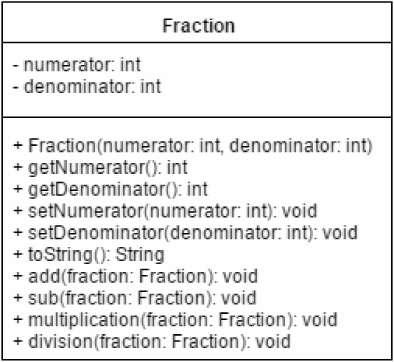 Fraction
- numerator: int
- denominator: int
+ Fraction(numerator: int, denominator: int)
+ getNumerator(): int
+ getDenominator(): int
+ setNumerator(numerator: int): void
+ setDenominator(denominator: int): void
+ toString(): String
+ add(fraction: Fraction): void
+ sub(fraction: Fraction): void
+ multiplication(fraction: Fraction): void
+ division(fraction: Fraction): void